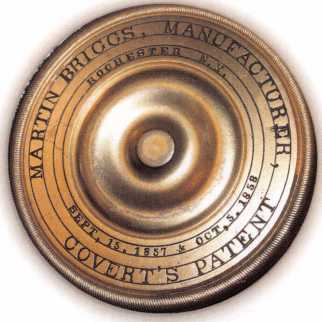 MARTIN BRIGGS, MANUFACTURER,
ROCHESTER N.Y.
SEPT. 15. 1857 & OCT. 5. 1858
COVERT'S PATENT